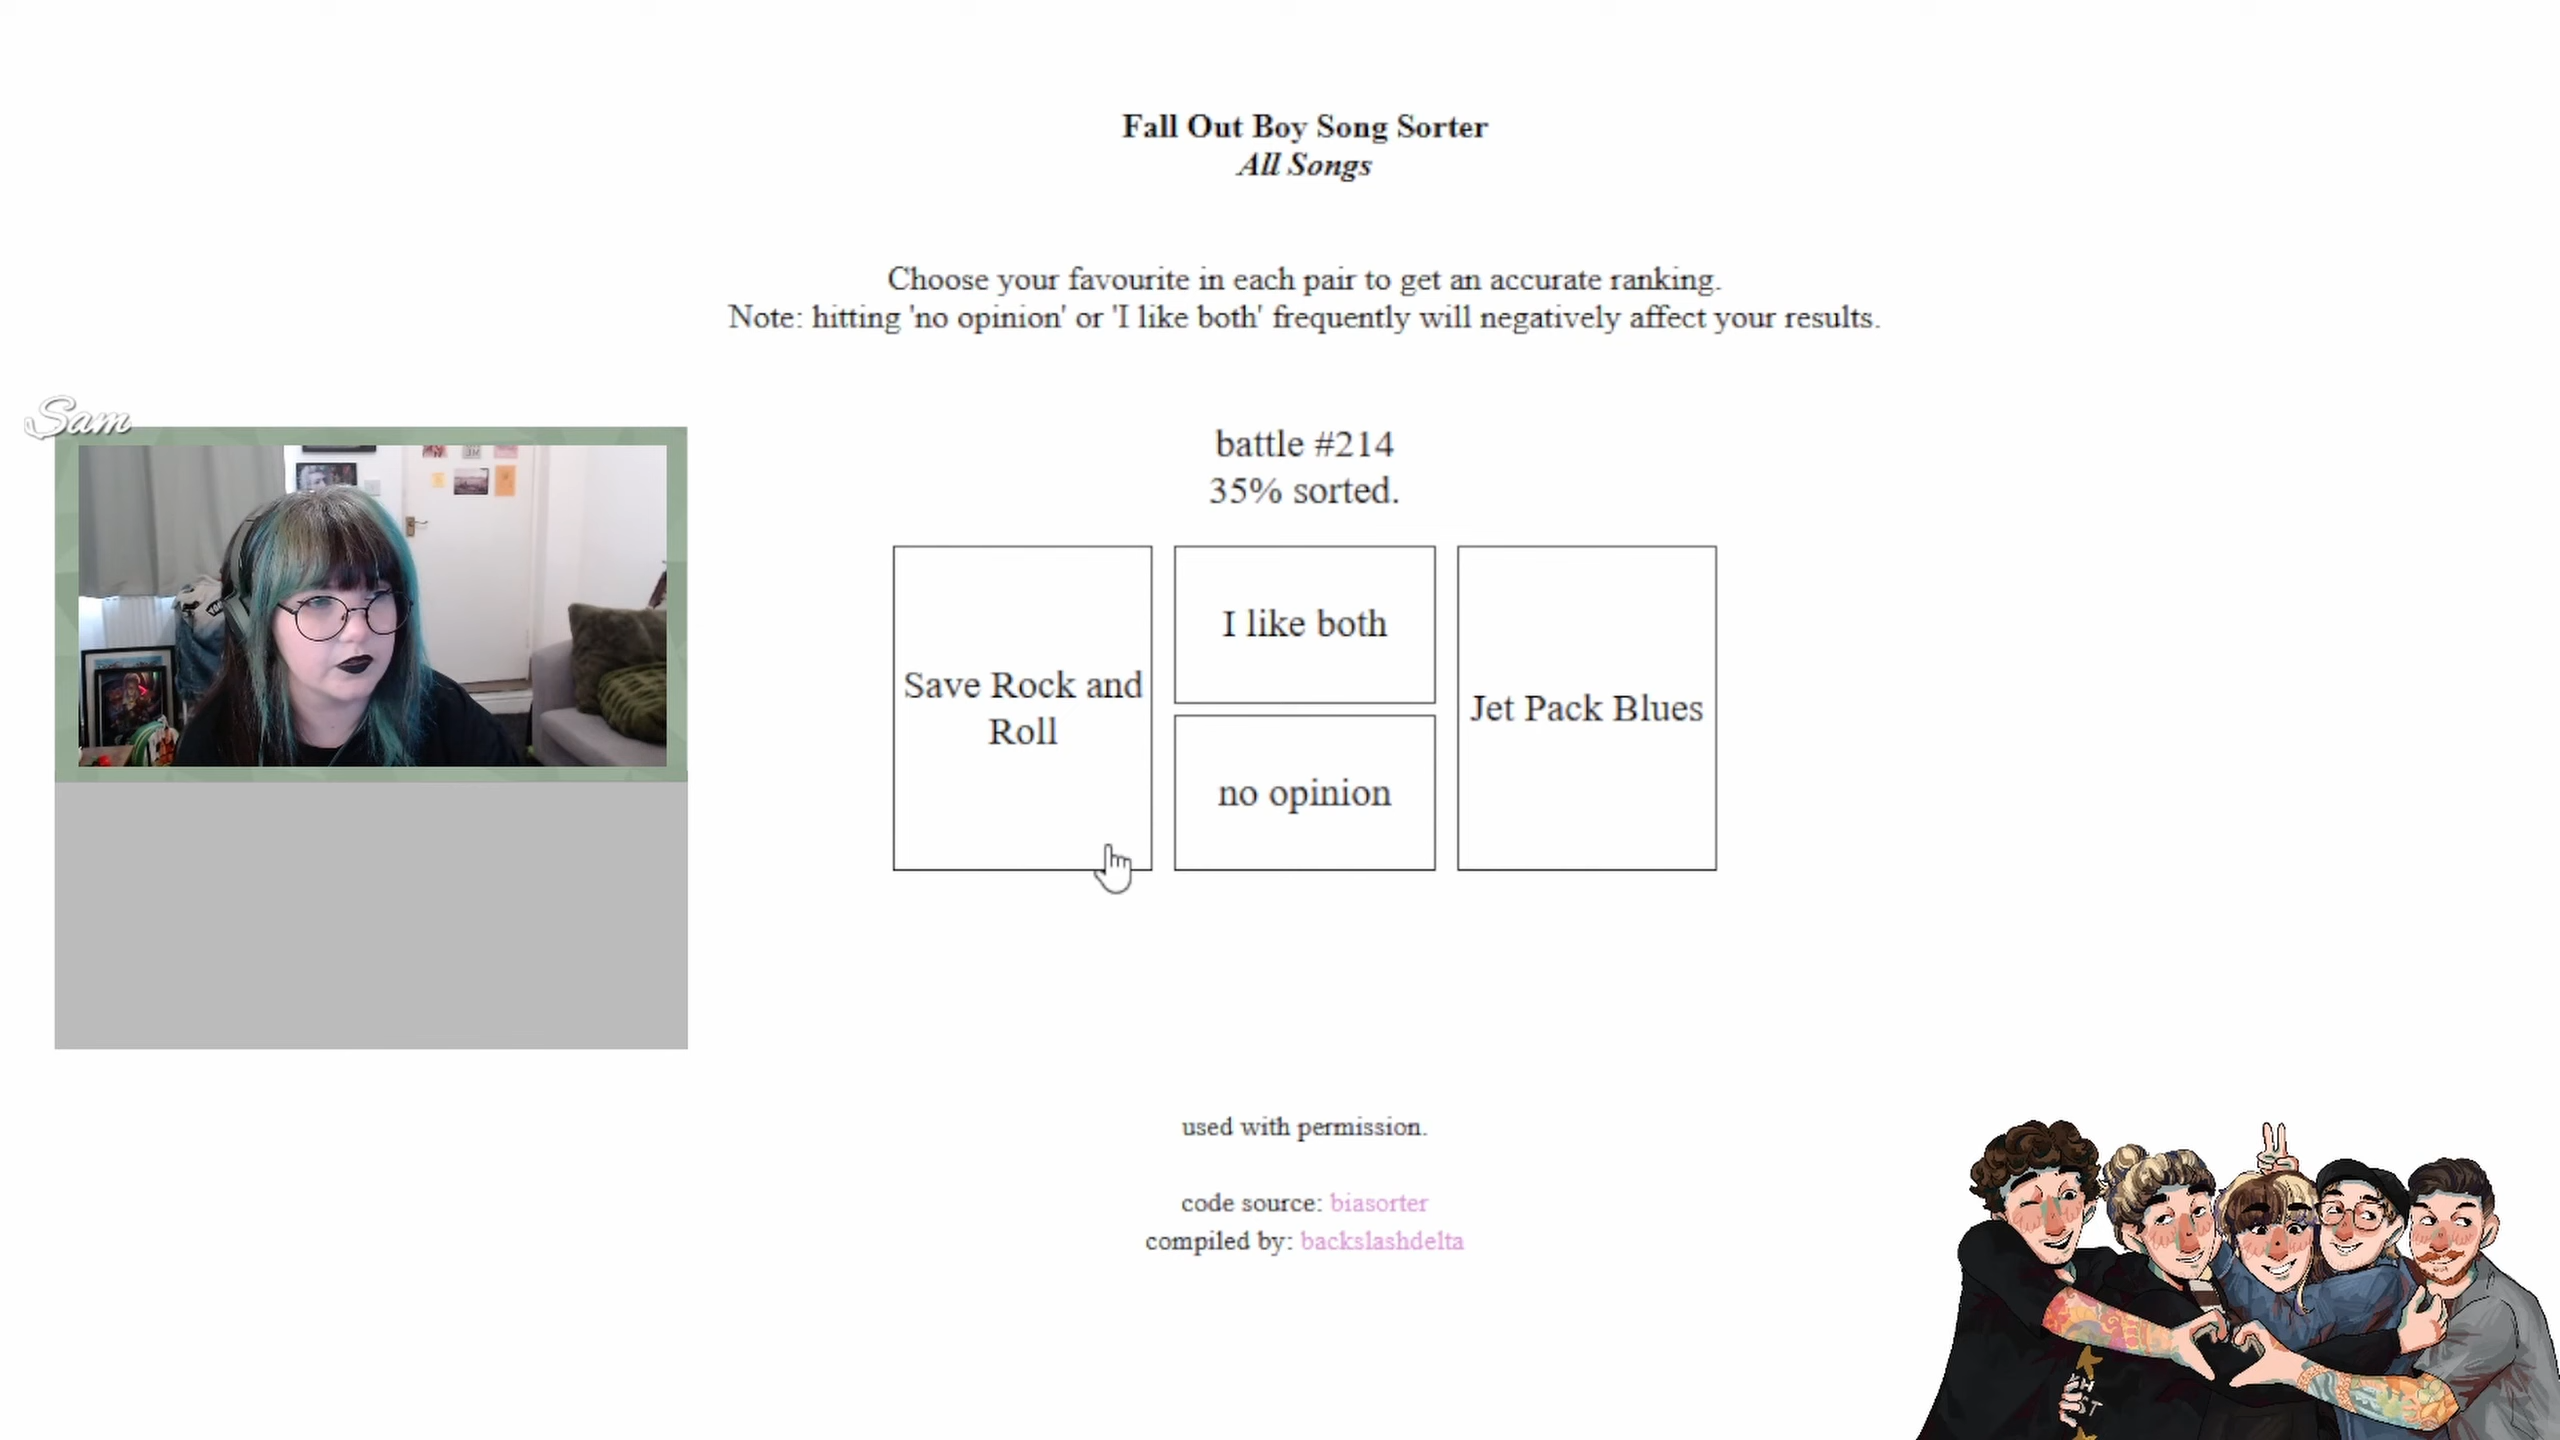 Fall Out Boy Song Sorter
All Songs
Choose your favourite in each pair to get an accurate ranking.
Note: hitting 'no opinion' or 'I like both' frequently will negatively affect your results.
Sam
battle #214
35% sorted.
Save Rock and
Roll
I like both
no opinion
Jet Pack Blues
used with permission.
code source: biasorter
compiled by: backslashdelta